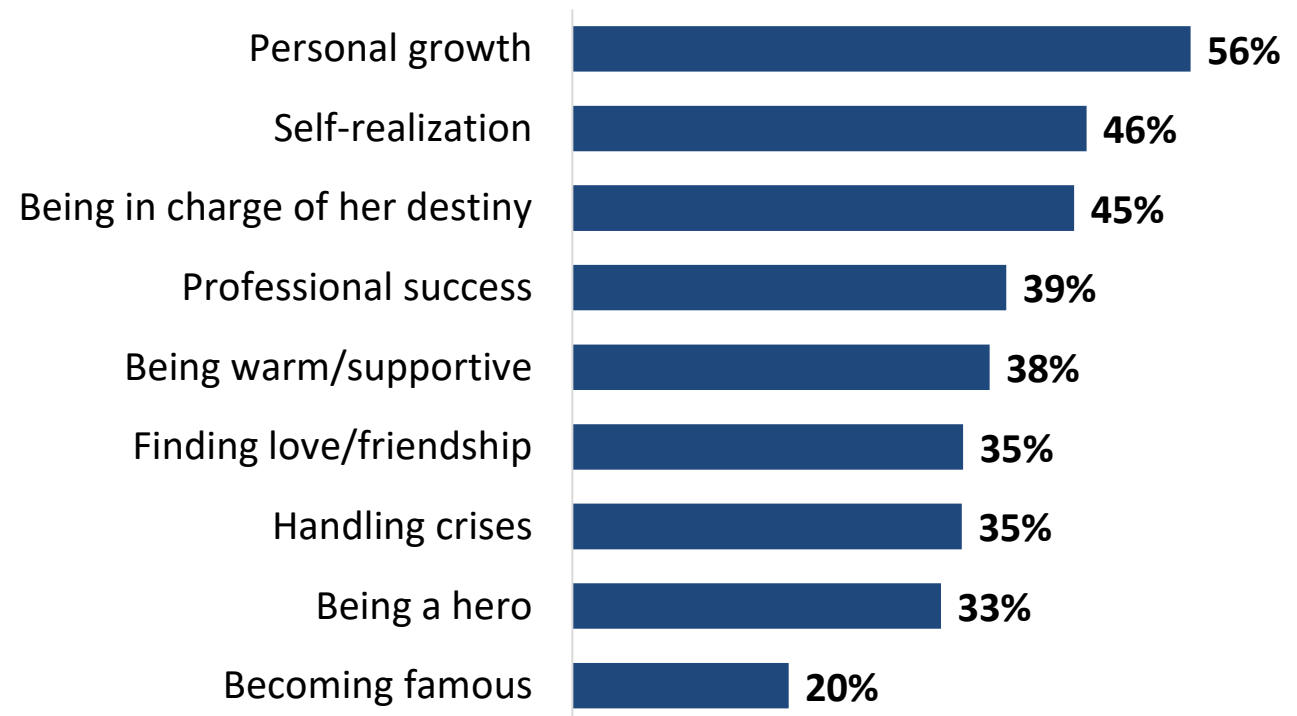 Personal growth 56%
Self-realization 46%
Being in charge of her destiny 45%
Professional success 39%
Being warm/supportive 38%
Finding love/friendship 35%
Handling crises 35%
Being a hero 33%
Becoming famous 20%